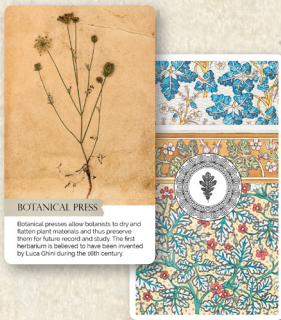 BOTANICAL PRESS
Botanical presses allow botanists to dry and
flatten plant materials and thus preserve
them for future record and study. The first
herbarium is believed to have been invented
by Luca Ghini during the 16th century.